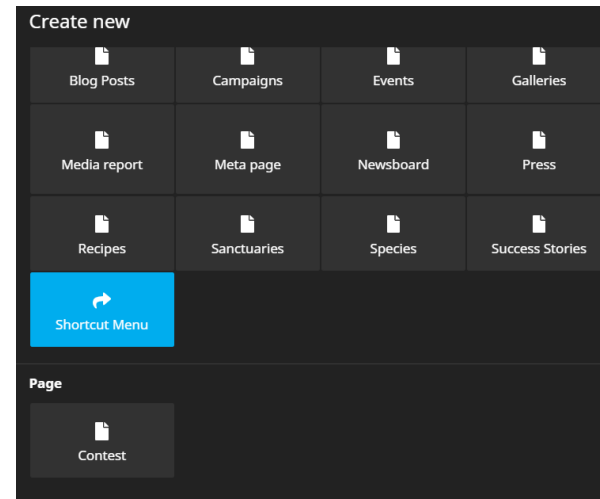 Create new
Blog Posts
Campaigns
Events
Galleries
Media report
Meta page
Newsboard
Press
Recipes
Sanctuaries
Species
Success Stories
Shortcut Menu
Page
Contest